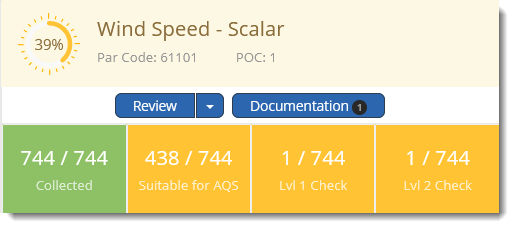 39%
Wind Speed - Scalar
Par Code: 61101 POC: 1
Review Documentation 1
744 / 744 438 / 744 1 / 744 1 / 744
Collected Suitable for AQS Lvl 1 Check Lvl 2 Check